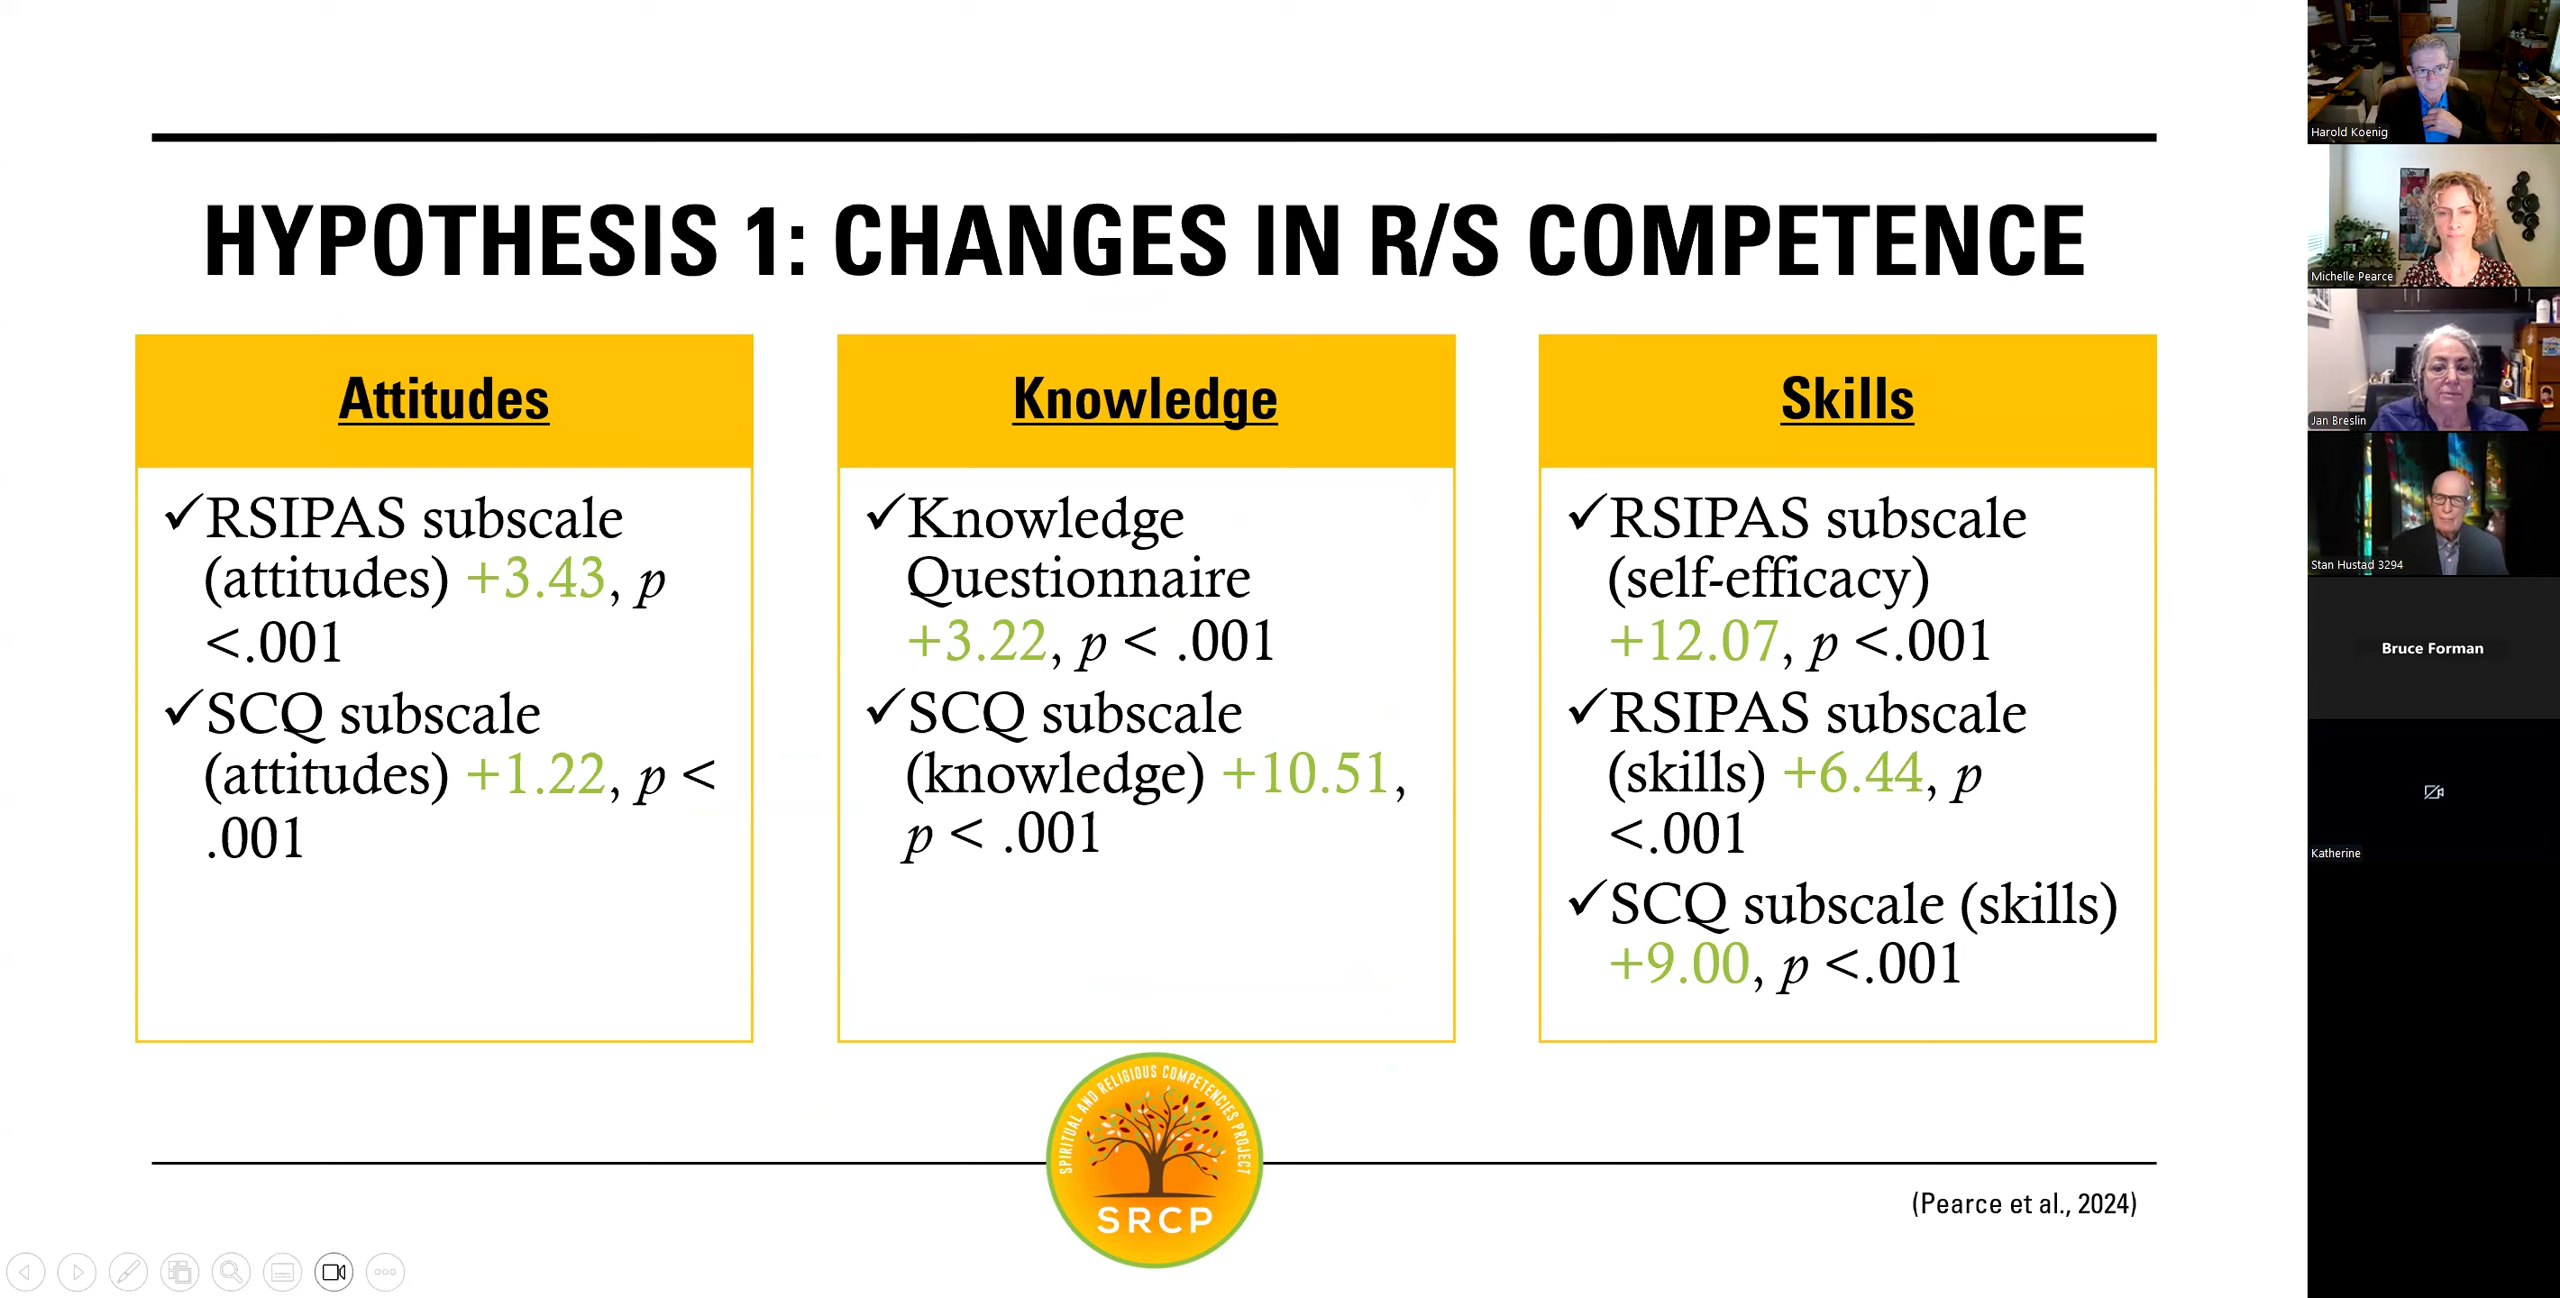 HYPOTHESIS 1: CHANGES IN R/S COMPETENCE
Attitudes
✓RSIPAS subscale
(attitudes) +3.43, p
<.001
✓SCQ subscale
(attitudes) +1.22, p <
.001
Knowledge
✓Knowledge
Questionnaire
+3.22, p < .001
✓SCQ subscale
(knowledge) +10.51,
p < .001
Skills
✓RSIPAS subscale
(self-efficacy)
+12.07, p <.001
✓RSIPAS subscale
(skills) +6.44, p
<.001
✓SCQ subscale (skills)
+9.00, p <.001
SPIRITUAL AND RELIGIOUS COMPETENCIES PROJECT
SRCP
(Pearce et al., 2024)
Harold Koenig
Michelle Pearce
Jan Breslin
Stan Hustad 3294
Bruce Forman
Katherine